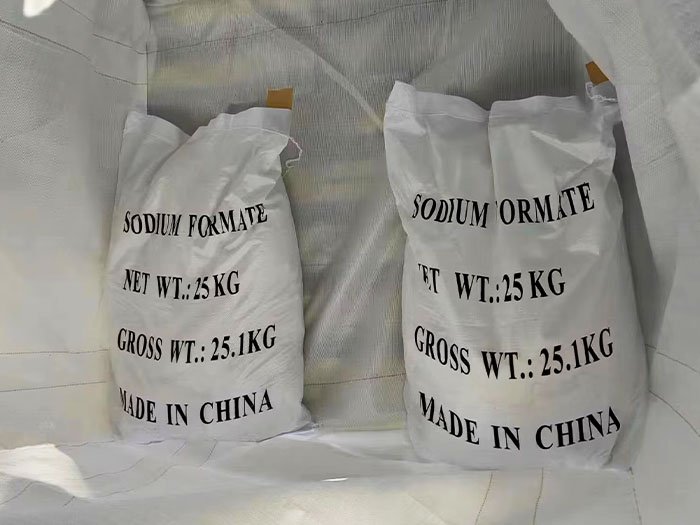 SODIUM FORMATE
NET WT.: 25 KG
GROSS WT.: 25.1KG
MADE IN CHINA
SODIUM ORMATE
ET WT.: 25 KG
GROSS WT.: 25.1KG
MADE IN CHINA